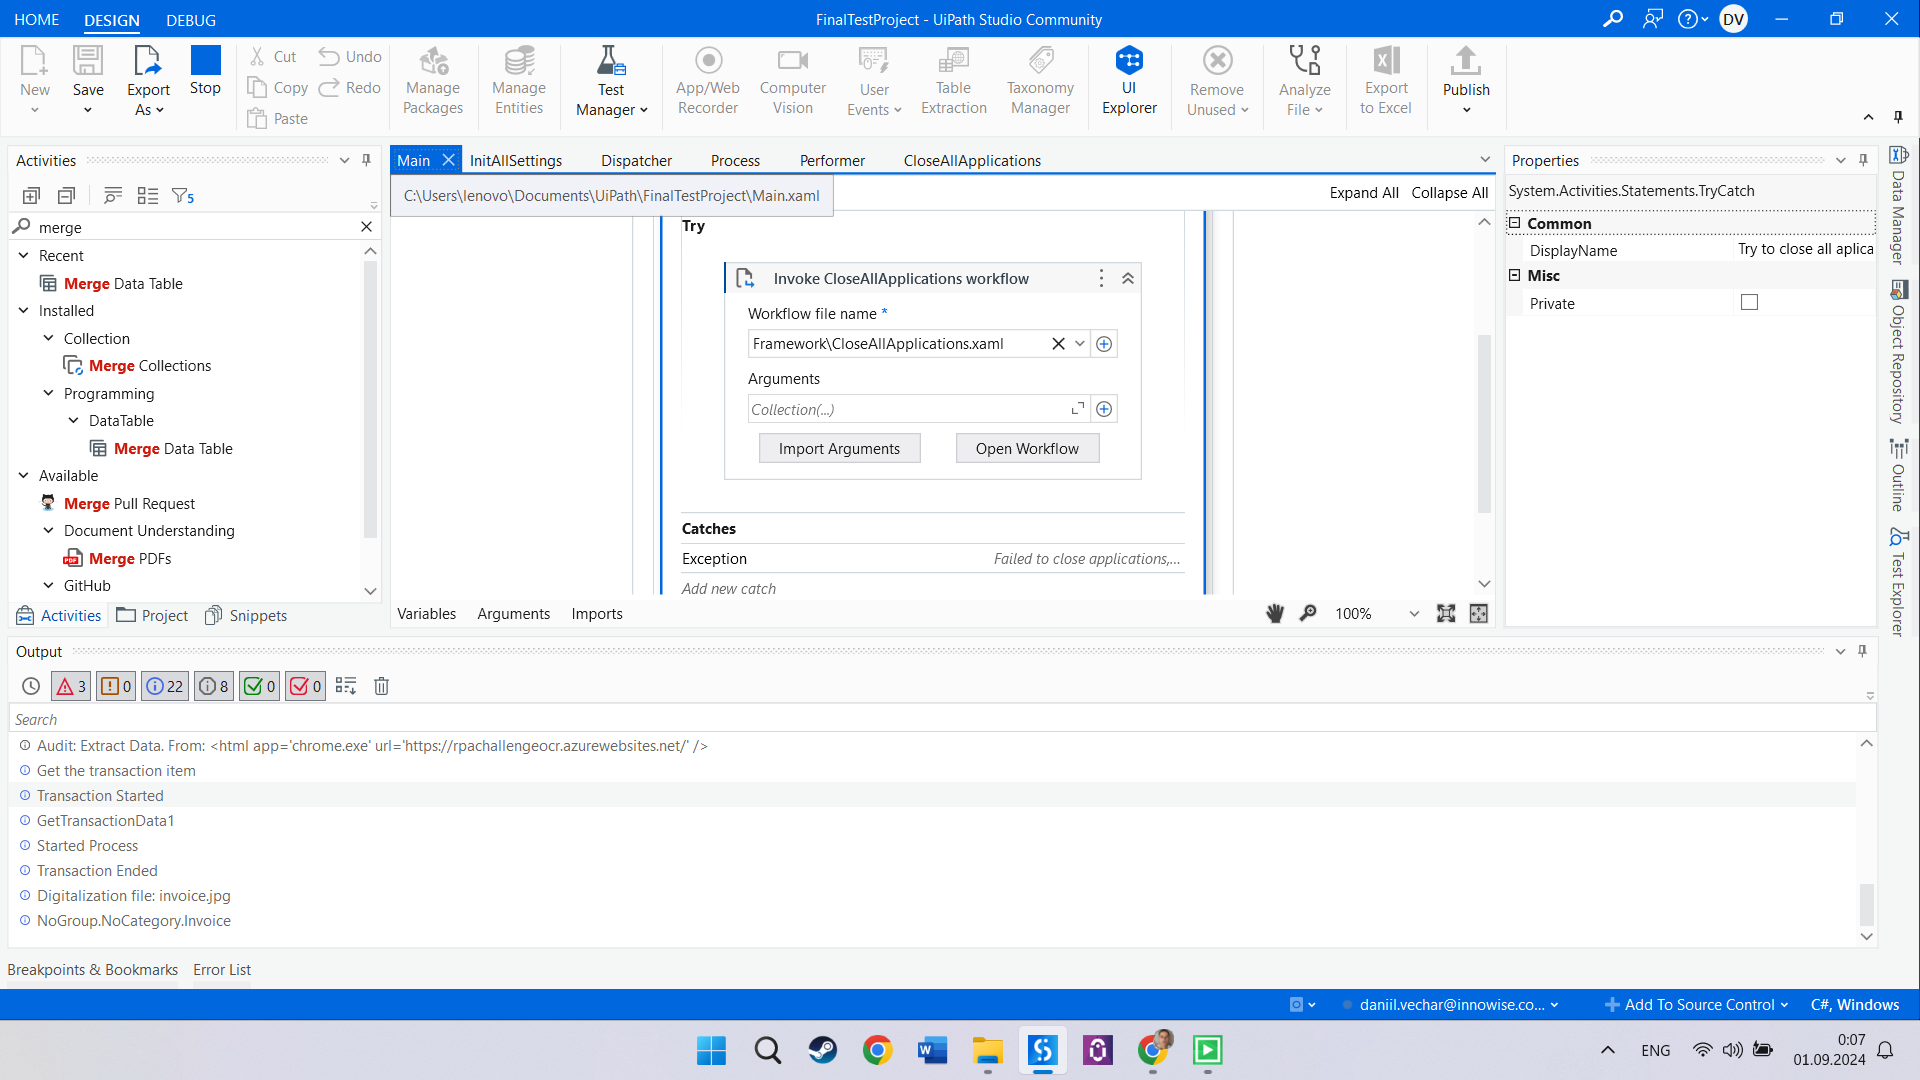 HOME DESIGN DEBUG FinalTestProject - UiPath Studio Community DV
New Save Export As Stop Cut Copy Paste Undo Redo Manage Packages Manage Entities Test Manager App/Web Recorder Computer Vision User Events Table Extraction Taxonomy Manager UI Explorer Remove Unused Analyze File Export to Excel Publish
Activities
5
merge
Recent
Merge Data Table
Installed
Collection
Merge Collections
Programming
DataTable
Merge Data Table
Available
Merge Pull Request
Document Understanding
Merge PDFs
GitHub
Activities Project Snippets
Main InitAllSettings Dispatcher Process Performer CloseAllApplications
C:\Users\lenovo\Documents\UiPath\FinalTestProject\Main.xaml
Expand All Collapse All
Try
Invoke CloseAllApplications workflow
Workflow file name *
Framework\CloseAllApplications.xaml
Arguments
Collection(...)
Import Arguments Open Workflow
Catches
Exception Failed to close applications,...
Add new catch
Variables Arguments Imports 100%
Properties
System.Activities.Statements.TryCatch
Common
DisplayName Try to close all aplica
Misc
Private
Data Manager
Object Repository
Outline
Test Explorer
Output
3 0 22 8 0 0
Search
Audit: Extract Data. From: <html app='chrome.exe' url='https://rpachallengeocr.azurewebsites.net/' />
Get the transaction item
Transaction Started
GetTransactionData1
Started Process
Transaction Ended
Digitalization file: invoice.jpg
NoGroup.NoCategory.Invoice
Breakpoints & Bookmarks Error List
daniil.vechar@innowise.co... Add To Source Control C#, Windows
ENG 0:07
01.09.2024